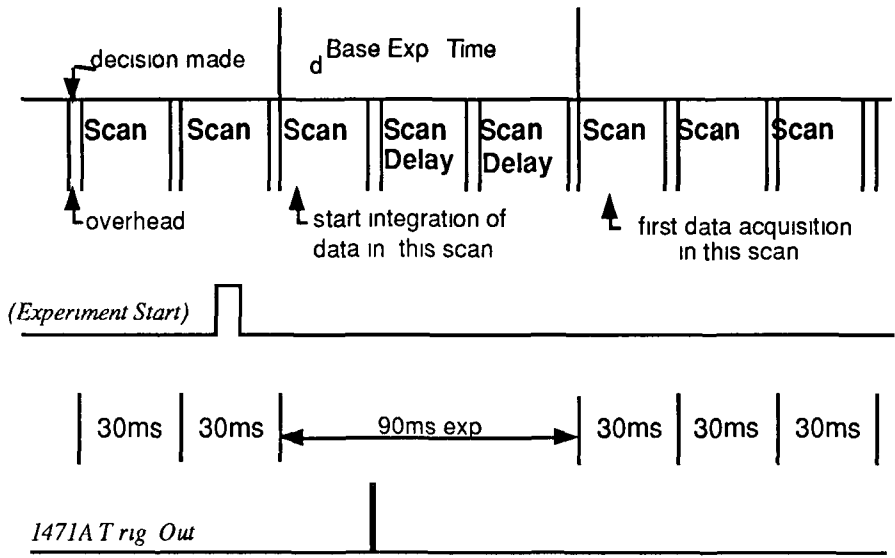 decision made
d Base Exp Time
Scan Scan Scan Scan Scan Scan Scan Scan
Delay Delay
overhead
start integration of
data in this scan
first data acquisition
in this scan
(Experiment Start)
30ms 30ms 90ms exp 30ms 30ms 30ms
1471A T rig Out